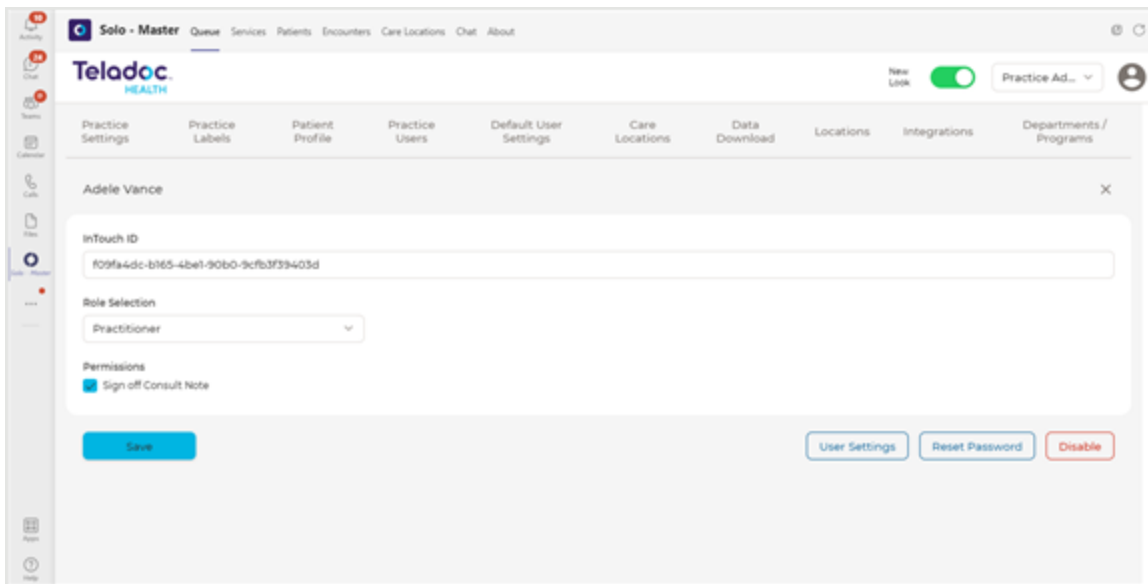 Activity
Chat
Teams
Calendar
Calls
Files
Solo - Master
Apps
Help
Solo - Master Queue Services Patients Encounters Care Locations Chat About
Teladoc
HEALTH
New
Look
Practice Ad...
Practice
Settings
Practice
Labels
Patient
Profile
Practice
Users
Default User
Settings
Care
Locations
Data
Download
Locations
Integrations
Departments /
Programs
Adele Vance
InTouch ID
f09fa4dc-b165-4be1-90b0-9cfb3f39403d
Role Selection
Practitioner
Permissions
Sign off Consult Note
Save
User Settings
Reset Password
Disable